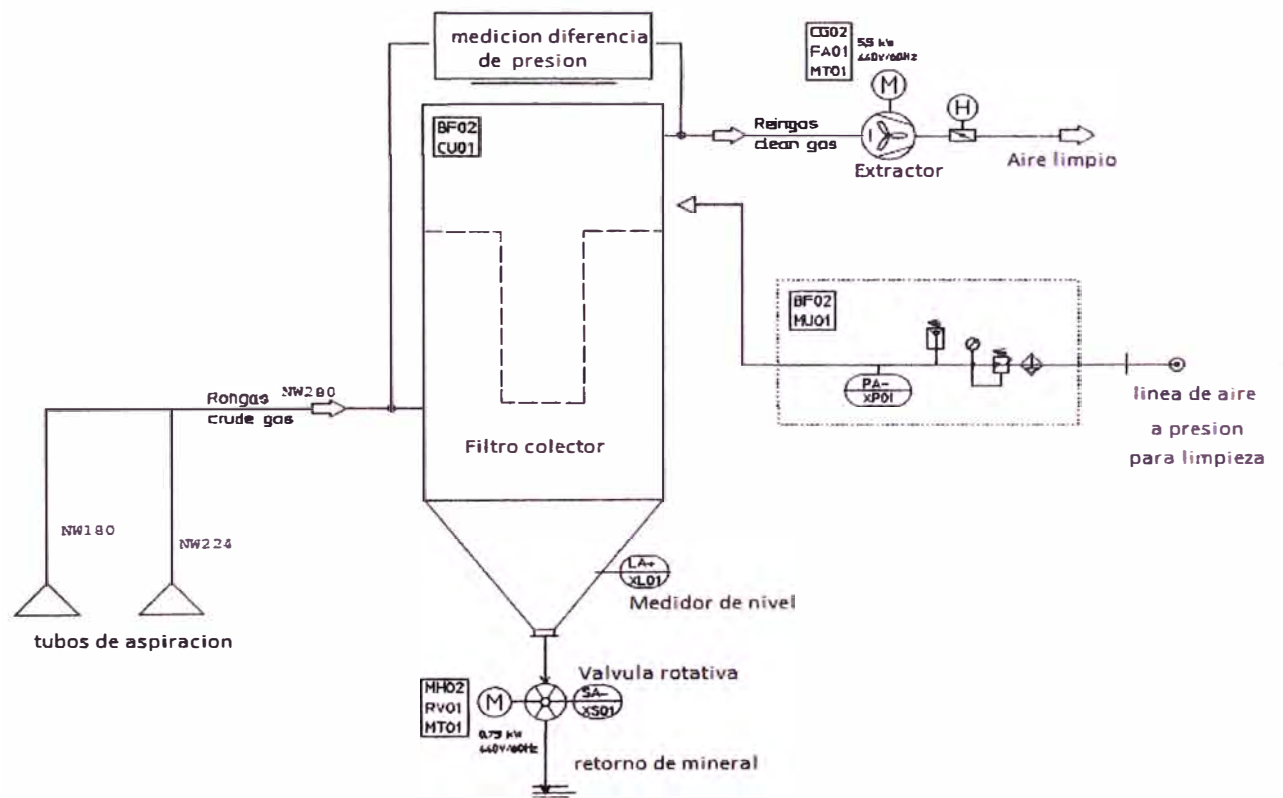 medicion diferencia
de presion
CG02
FA01
MT01
5,5 kW
440V/60Hz
M
H
BF02
CU01
Reingas
clean gas
Extractor
Aire limpio
BF02
MU01
PA-
XP01
linea de aire
a presion
para limpieza
Rohgas NW280
crude gas
Filtro colector
NW180
NW224
tubos de aspiracion
LA+
XL01
Medidor de nivel
Valvula rotativa
MH02
RV01
MT01
M
SA-
XS01
0.75 kW
440V/60Hz
retorno de mineral